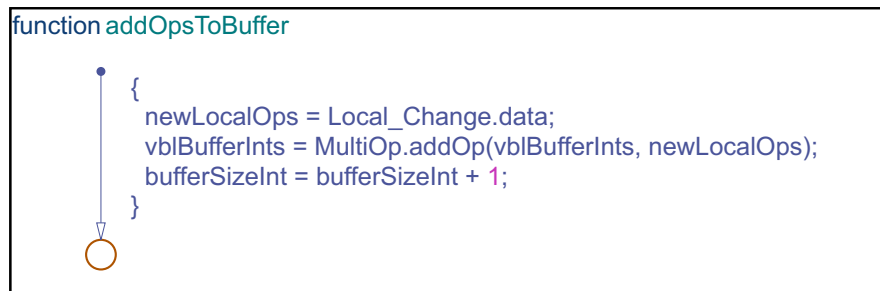 function addOpsToBuffer
{
newLocalOps = Local_Change.data;
vblBufferInts = MultiOp.addOp(vblBufferInts, newLocalOps);
bufferSizeInt = bufferSizeInt + 1;
}